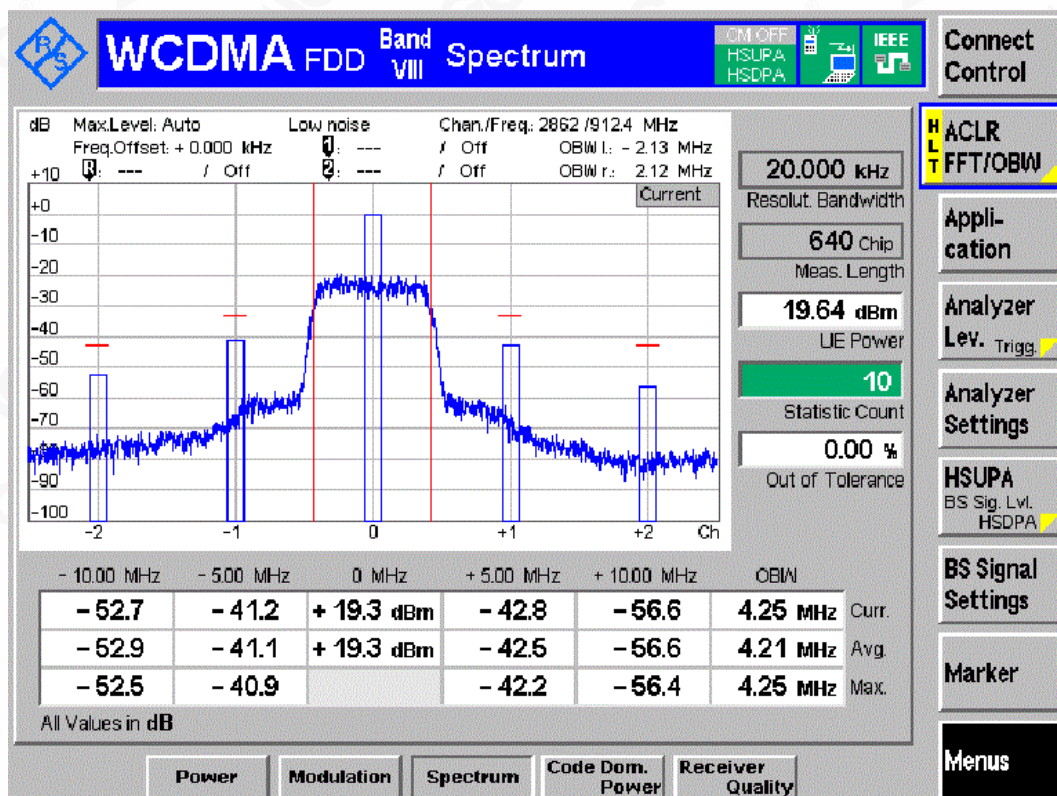 R S
WCDMA FDD Band VIII Spectrum
CM OFF
HSUPA
HSDPA
IEEE
Connect
Control
dB Max.Level: Auto Low noise Chan./Freq.: 2862 /912.4 MHz
Freq.Offset: + 0.000 kHz 1: --- / Off OBW l.: - 2.13 MHz
R: --- / Off 2: --- / Off OBW r.: 2.12 MHz
Current
+10
+0
-10
-20
-30
-40
-50
-60
-70
-90
-100
-2 -1 0 +1 +2 Ch
20.000 kHz
Resolut. Bandwidth
640 Chip
Meas. Length
19.64 dBm
UE Power
10
Statistic Count
0.00 %
Out of Tolerance
- 10.00 MHz - 5.00 MHz 0 MHz + 5.00 MHz + 10.00 MHz OBW
- 52.7 - 41.2 + 19.3 dBm - 42.8 - 56.6 4.25 MHz Curr.
- 52.9 - 41.1 + 19.3 dBm - 42.5 - 56.6 4.21 MHz Avg.
- 52.5 - 40.9 - 42.2 - 56.4 4.25 MHz Max.
All Values in dB
H
L
T
ACLR
FFT/OBW
Appli-
cation
Analyzer
Lev. Trigg.
Analyzer
Settings
HSUPA
BS Sig. Lvl.
HSDPA
BS Signal
Settings
Marker
Menus
Power
Modulation
Spectrum
Code Dom.
Power
Receiver
Quality